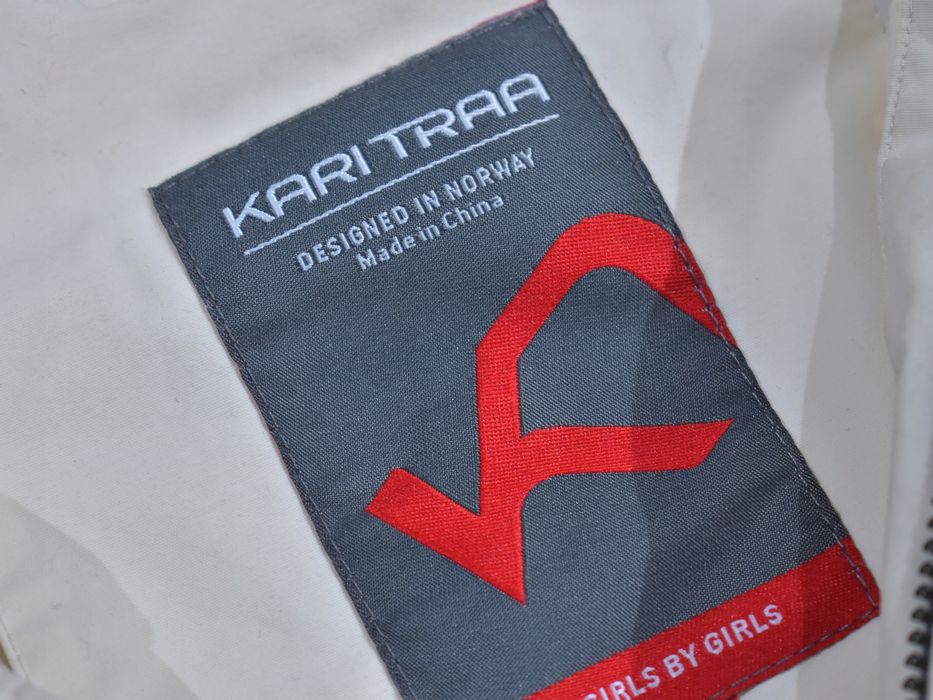 KARI TRAA
DESIGNED IN NORWAY
Made in China
GIRLS BY GIRLS